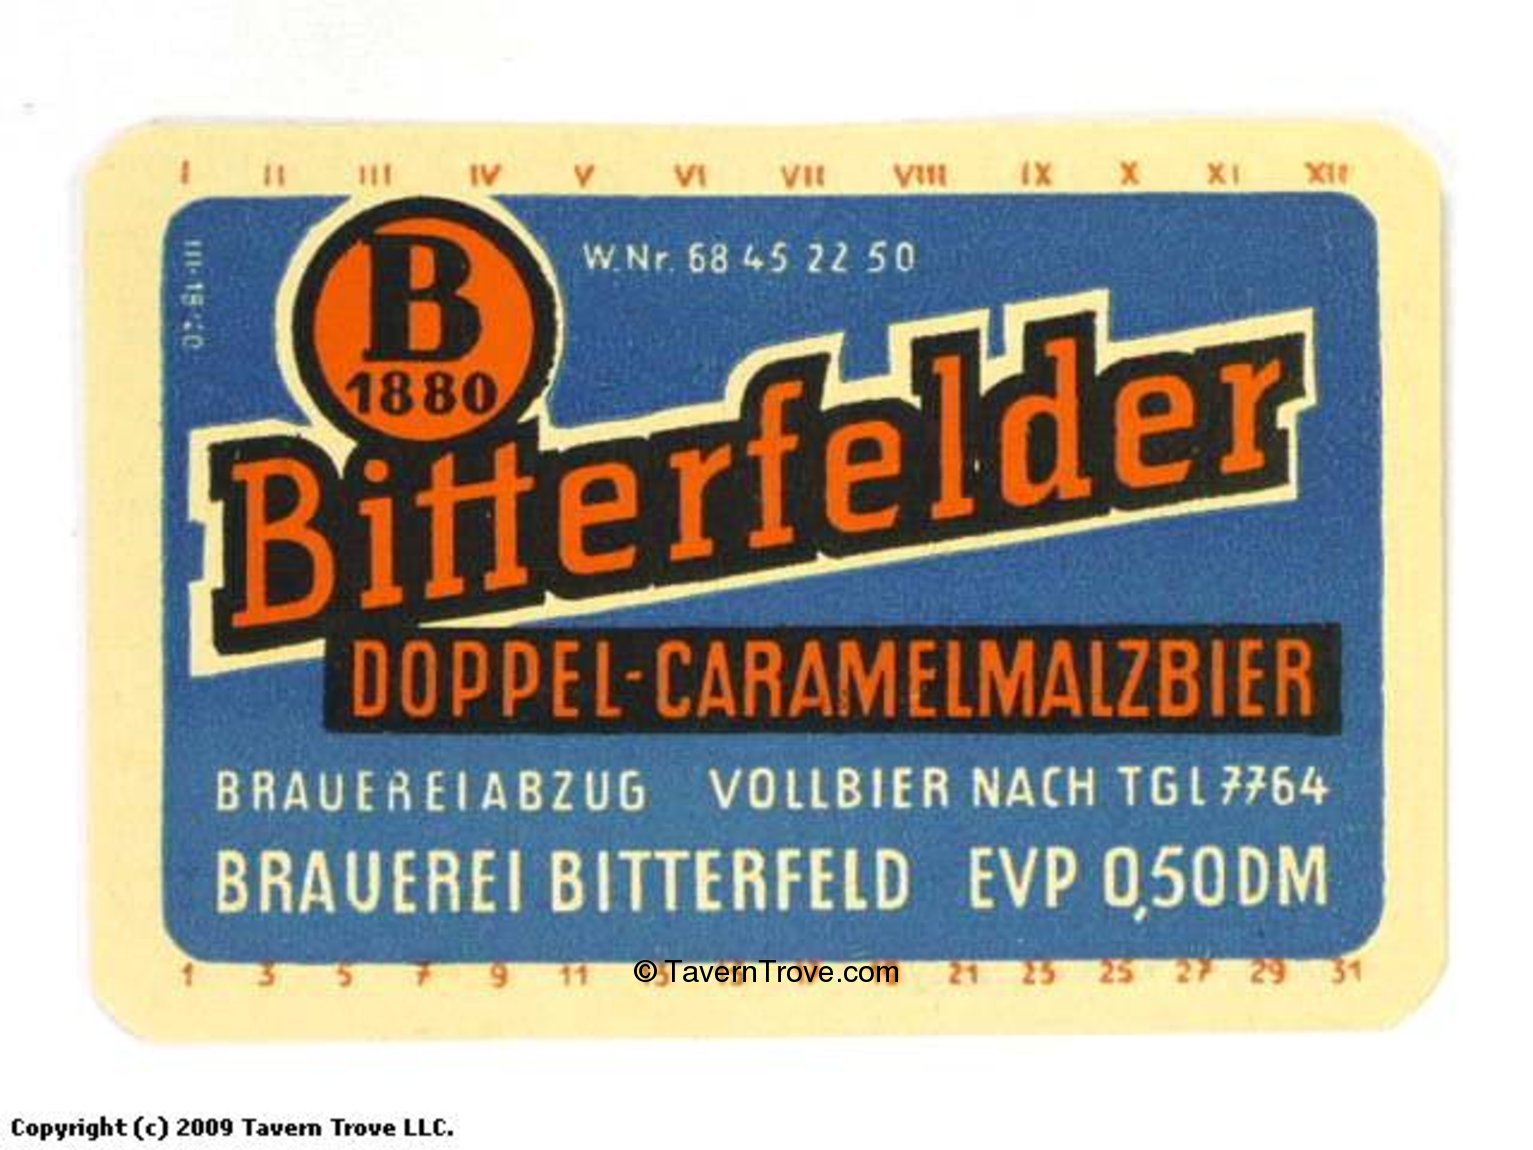 I II III IV V VI VII VIII IX X XI XII
W.Nr. 68 45 22 50
B
1880
Bitterfelder
DOPPEL-CARAMELMALZBIER
BRAUEREIABZUG VOLLBIER NACH TGL 7764
BRAUEREI BITTERFELD EVP 0,50 DM
1 3 5 7 9 11 21 23 25 27 29 31
©TavernTrove.com
Copyright (c) 2009 Tavern Trove LLC.